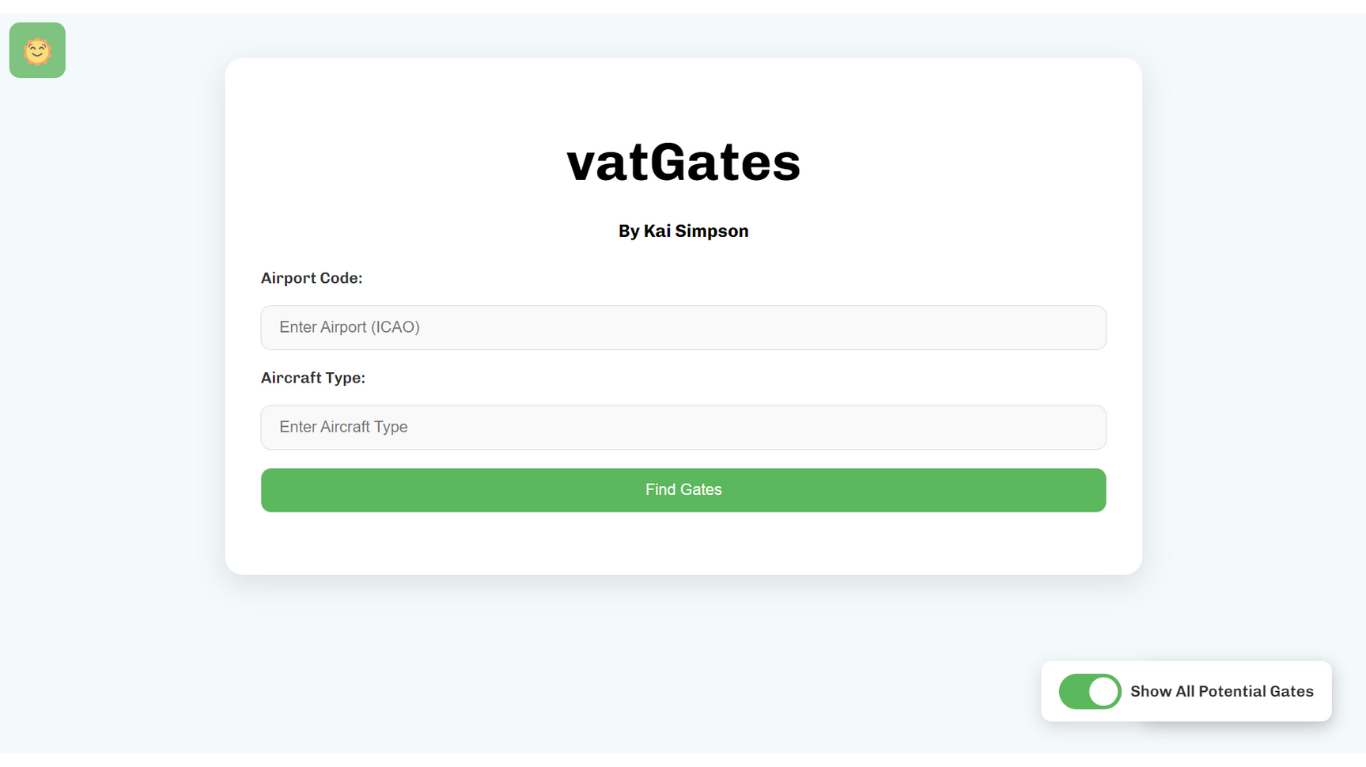 vatGates
By Kai Simpson
Airport Code:
Enter Airport (ICAO)
Aircraft Type:
Enter Aircraft Type
Find Gates
Show All Potential Gates